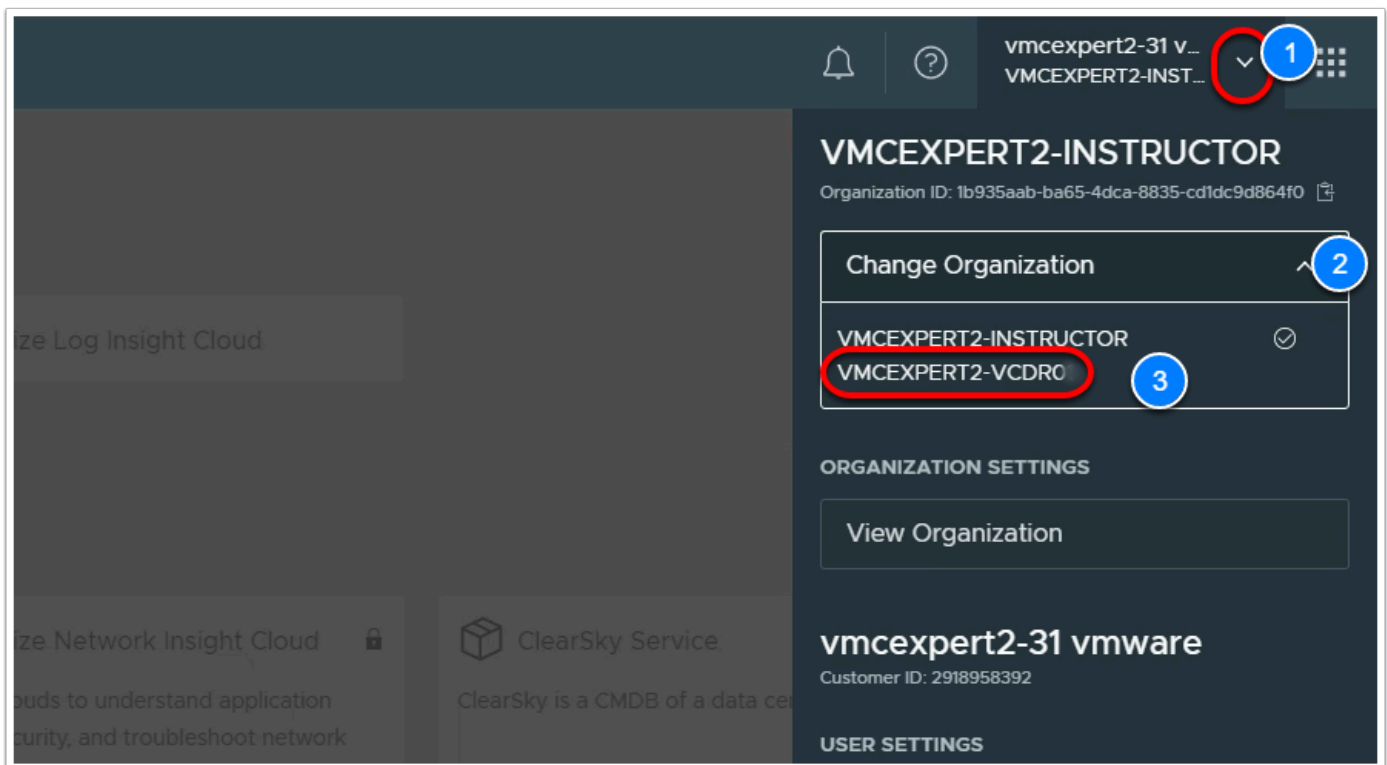 vmcexpert2-31 v...
VMCEXPERT2-INST...
1
VMCEXPERT2-INSTRUCTOR
Organization ID: 1b935aab-ba65-4dca-8835-cd1dc9d864f0
Change Organization
2
VMCEXPERT2-INSTRUCTOR
VMCEXPERT2-VCDR0
3
ize Log Insight Cloud
ORGANIZATION SETTINGS
View Organization
ize Network Insight Cloud
ClearSky Service
vmcexpert2-31 vmware
Customer ID: 2918958392
ouds to understand application
ClearSky is a CMDB of a data cen
curity, and troubleshoot network
USER SETTINGS